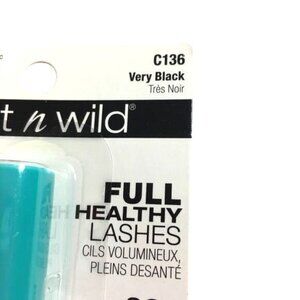 C136
Very Black
Très Noir
t n wild®
FULL
HEALTHY
LASHES
CILS VOLUMINEUX,
PLEINS DESANTÉ